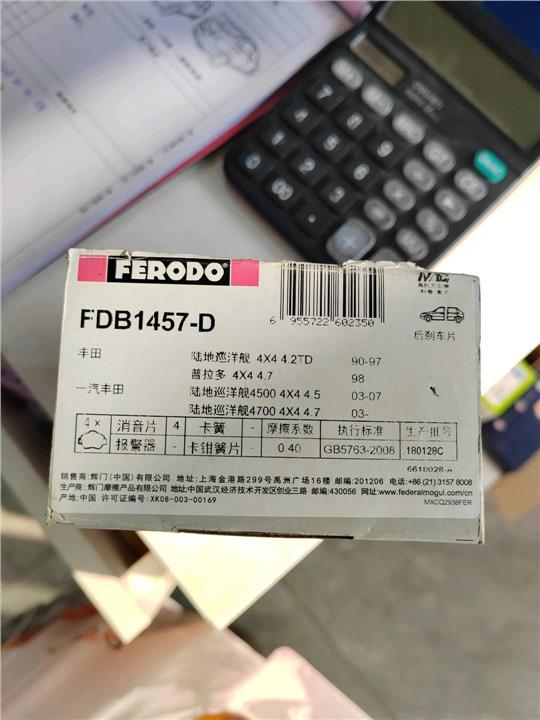 FERODO
FDB1457-D
6 955722 602350
后刹车片
丰田 陆地巡洋舰 4X4 4.2TD 90-97
普拉多 4X4 4.7 98
一汽丰田 陆地巡洋舰4500 4X4 4.5 03-07
陆地巡洋舰4700 4X4 4.7 03-
4 x 消音片 4 卡簧 - 摩擦系数 执行标准 生产批号
报警器 - 卡钳簧片 - 0.40 GB5763-2008 180128C
6618028-A
销售商: 辉门 (中国) 有限公司 地址: 上海金港路299号禹洲广场16楼 邮编: 201206 电话:+86 (21) 3157 8008
生产商: 辉门摩擦产品有限公司 地址: 中国武汉经济技术开发区创业三路 邮编: 430056 网址:www.federalmogul.com/cn
产地: 中国 许可证编号: XK08-003-00169
MXCQ2938FER
00
0